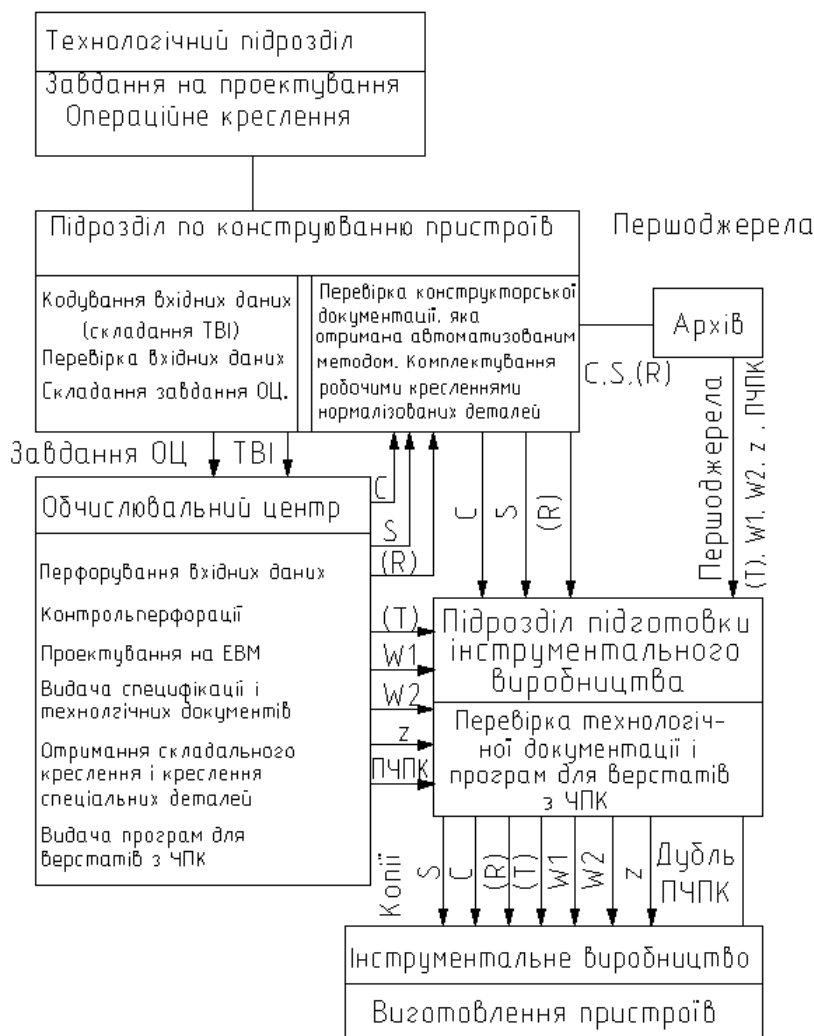 Технологічний підрозділ
Завдання на проектування
Операційне креслення
Підрозділ по конструюванню пристроїв
Першоджерела
Кодування вхідних даних
(складання ТВІ)
Перевірка вхідних даних
Складання завдання ОЦ.
Перевірка конструкторської
документації, яка
отримана автоматизованим
методом. Комплектування
робочими кресленнями
нормалізованих деталей
Архів
C,S,(R)
Першоджерела
(T). W1. W2. z . ПЧПК
Завдання ОЦ
ТВІ
C
S
(R)
C
S
(R)
Обчислювальний центр
Перфорування вхідних даних
Контрольперфорації
Проектування на ЕВМ
Видача специфікації і
технолгічних документів
Отримання складального
креслення і креслення
спеціальних деталей
Видача програм для
верстатів з ЧПК
(T)
W1
W2
z
ПЧПК
Підрозділ підготовки
інструментального
виробництва
Перевірка технологіч-
ної документації і
програм для верстатів
з ЧПК
Копії
S
C
(R)
(T)
W1
W2
z
Дубль
ПЧПК
Інструментальне виробництво
Виготовлення пристроїв